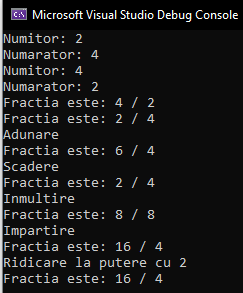 Microsoft Visual Studio Debug Console
Numitor: 2
Numarator: 4
Numitor: 4
Numarator: 2
Fractia este: 4 / 2
Fractia este: 2 / 4
Adunare
Fractia este: 6 / 4
Scadere
Fractia este: 2 / 4
Inmultire
Fractia este: 8 / 8
Impartire
Fractia este: 16 / 4
Ridicare la putere cu 2
Fractia este: 16 / 4